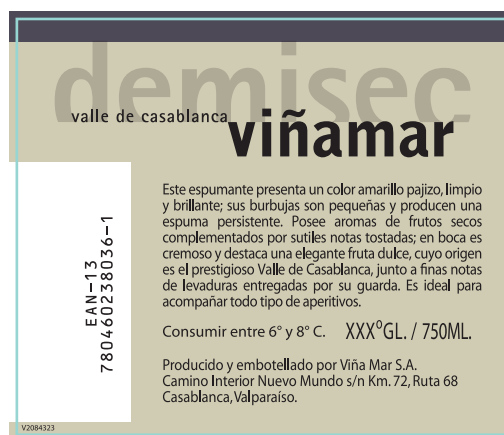 demisec
valle de casablanca
viñamar
Este espumante presenta un color amarillo pajizo, limpio
y brillante; sus burbujas son pequeñas y producen una
espuma persistente. Posee aromas de frutos secos
complementados por sutiles notas tostadas; en boca es
cremoso y destaca una elegante fruta dulce, cuyo origen
es el prestigioso Valle de Casablanca, junto a finas notas
de levaduras entregadas por su guarda. Es ideal para
acompañar todo tipo de aperitivos.
Consumir entre 6° y 8° C. XXX°GL. / 750ML.
Producido y embotellado por Viña Mar S.A.
Camino Interior Nuevo Mundo s/n Km. 72, Ruta 68
Casablanca, Valparaíso.
EAN-13
780460238036-1
V2084323